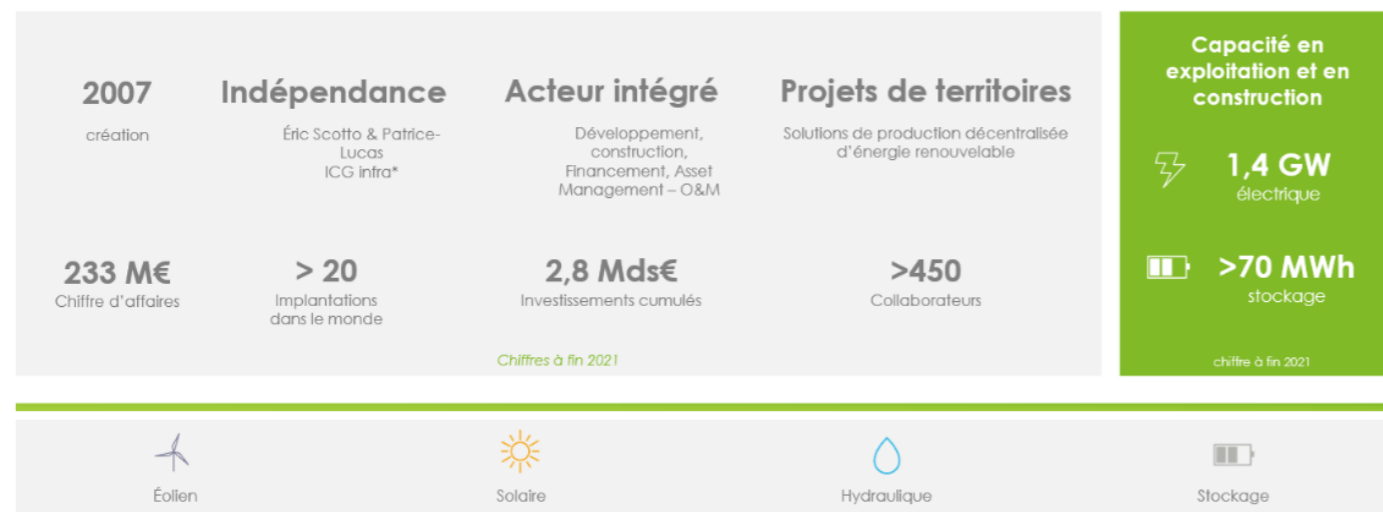 2007
création
Indépendance
Éric Scotto & Patrice-
Lucas
ICG infra*
Acteur intégré
Développement,
construction,
Financement, Asset
Management – O&M
Projets de territoires
Solutions de production décentralisée
d'énergie renouvelable
233 M€
Chiffre d'affaires
> 20
Implantations
dans le monde
2,8 Mds€
Investissements cumulés
>450
Collaborateurs
Chiffres à fin 2021
Capacité en
exploitation et en
construction
1,4 GW
électrique
>70 MWh
stockage
chiffre à fin 2021
Éolien
Solaire
Hydraulique
Stockage